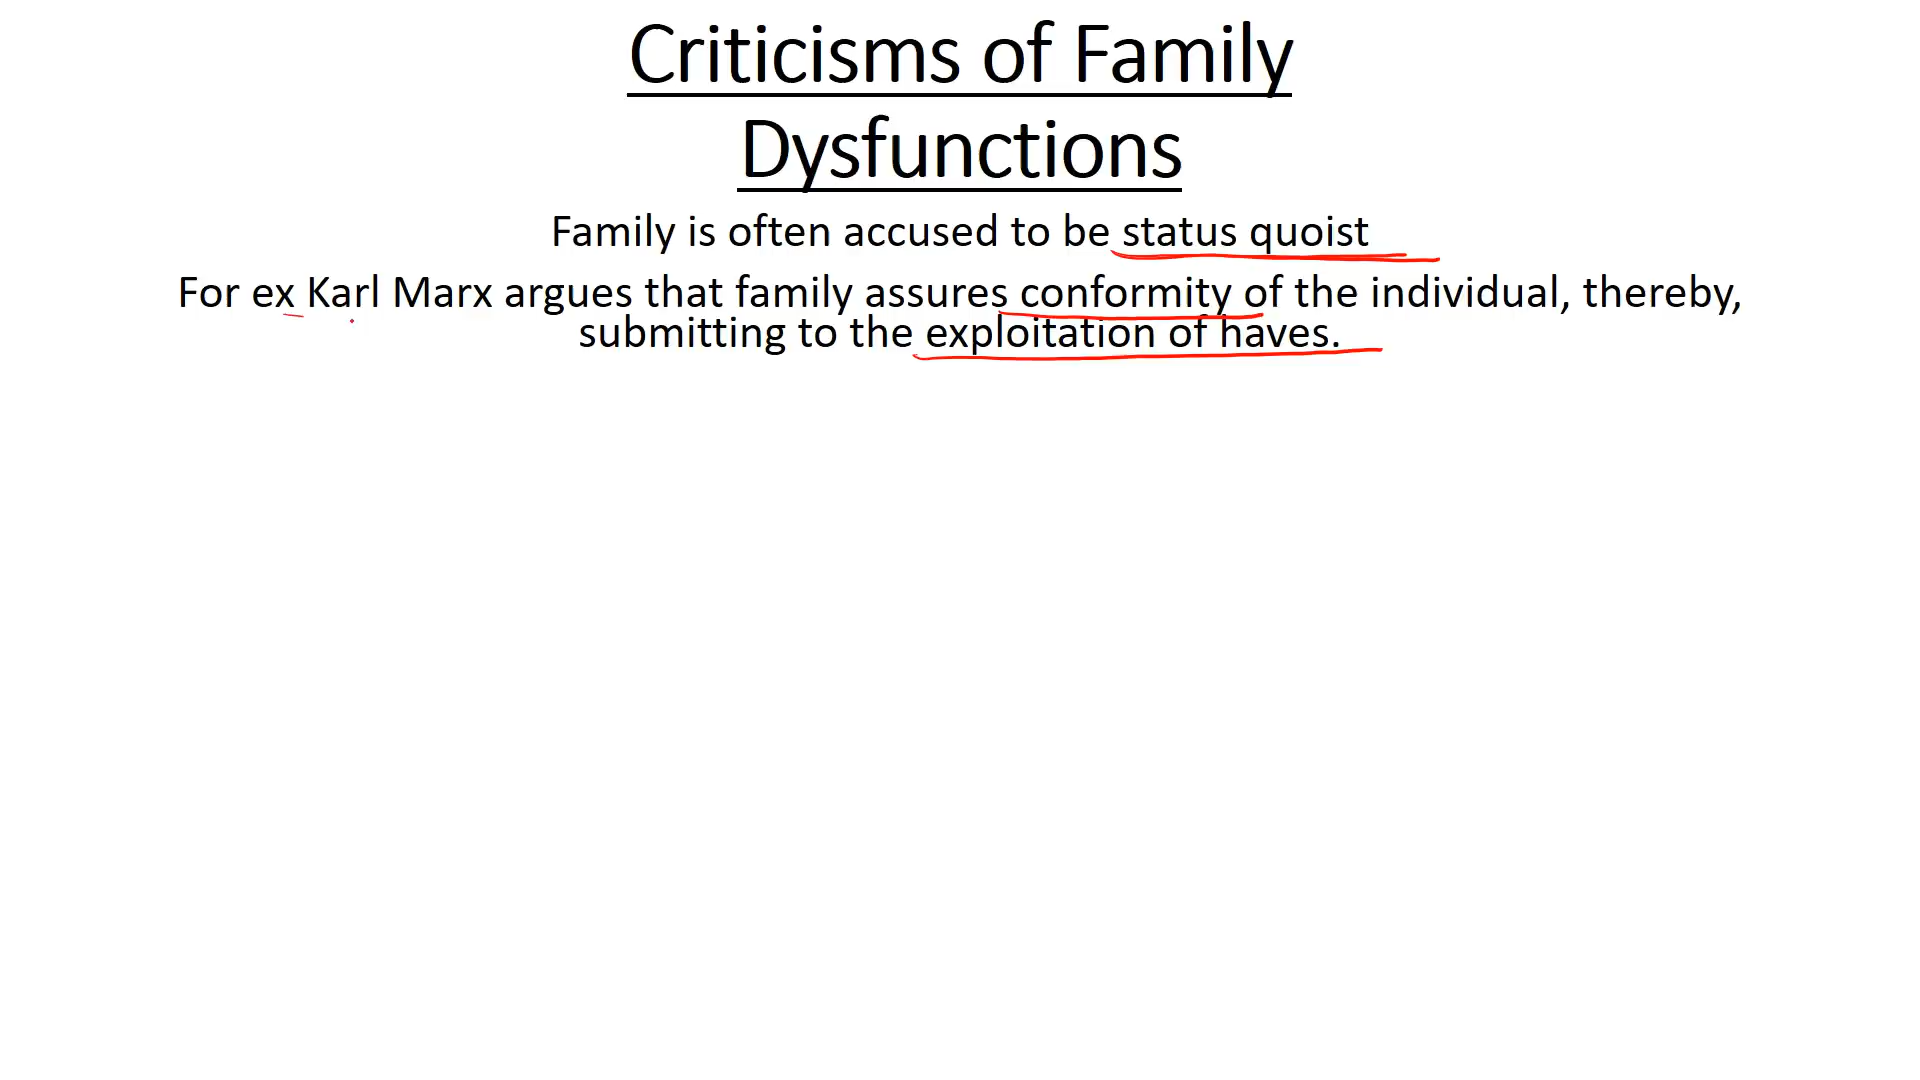 Criticisms of Family
Dysfunctions
Family is often accused to be status quoist
For ex Karl Marx argues that family assures conformity of the individual, thereby,
submitting to the exploitation of haves.